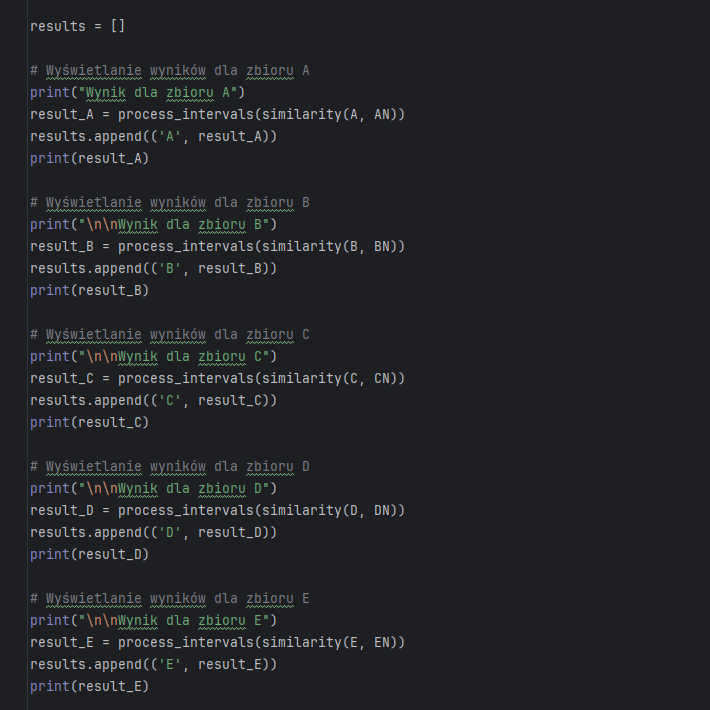 results = []
# Wyświetlanie wyników dla zbioru A
print("Wynik dla zbioru A")
result_A = process_intervals(similarity(A, AN))
results.append(('A', result_A))
print(result_A)
# Wyświetlanie wyników dla zbioru B
print("\n\nWynik dla zbioru B")
result_B = process_intervals(similarity(B, BN))
results.append(('B', result_B))
print(result_B)
# Wyświetlanie wyników dla zbioru C
print("\n\nWynik dla zbioru C")
result_C = process_intervals(similarity(C, CN))
results.append(('C', result_C))
print(result_C)
# Wyświetlanie wyników dla zbioru D
print("\n\nWynik dla zbioru D")
result_D = process_intervals(similarity(D, DN))
results.append(('D', result_D))
print(result_D)
# Wyświetlanie wyników dla zbioru E
print("\n\nWynik dla zbioru E")
result_E = process_intervals(similarity(E, EN))
results.append(('E', result_E))
print(result_E)